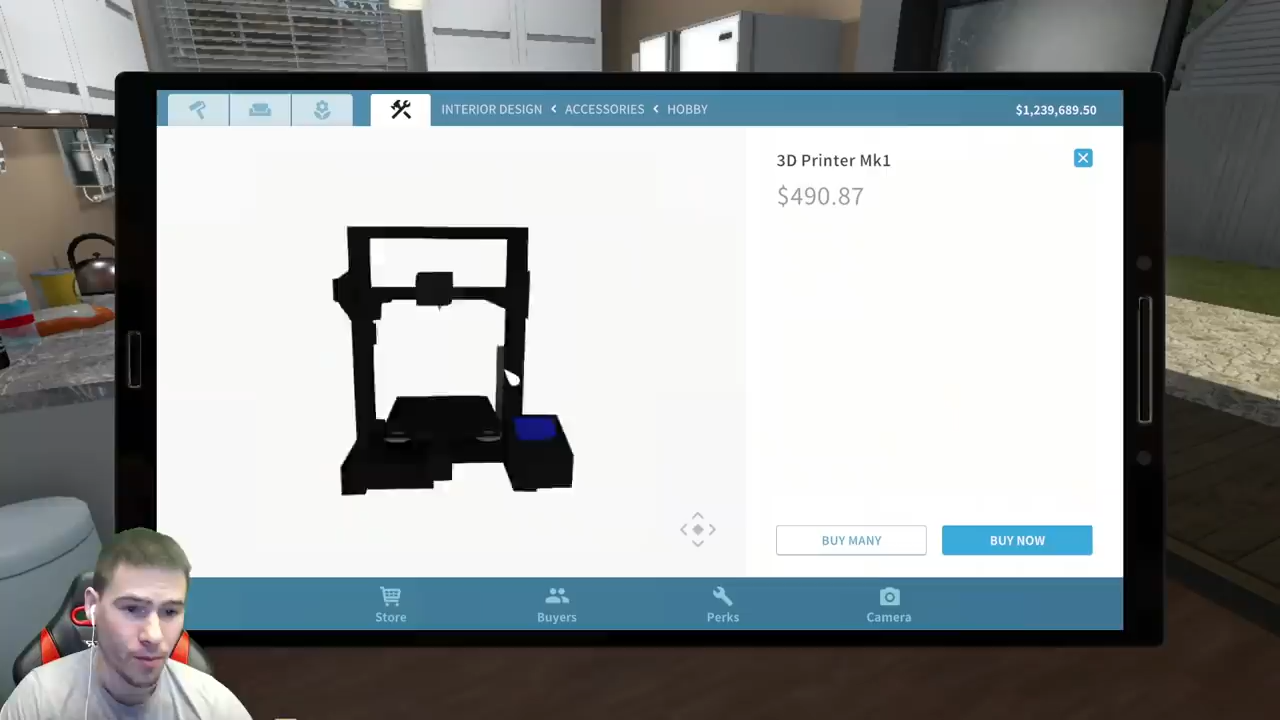 INTERIOR DESIGN < ACCESSORIES < HOBBY
$1,239,689.50
3D Printer Mk1
$490.87
BUY MANY
BUY NOW
Store
Buyers
Perks
Camera